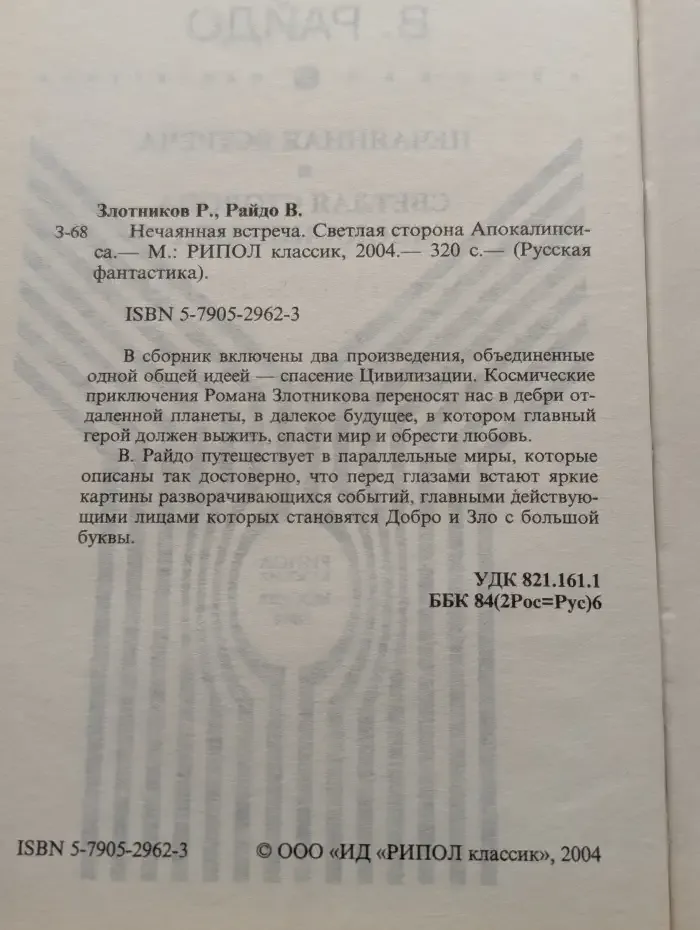 Злотников Р., Райдо В.
З-68 Нечаянная встреча. Светлая сторона Апокалипси-
са.— М.: РИПОЛ классик, 2004.— 320 с.— (Русская
фантастика).
ISBN 5-7905-2962-3
В сборник включены два произведения, объединенные
одной общей идеей — спасение Цивилизации. Космические
приключения Романа Злотникова переносят нас в дебри от-
даленной планеты, в далекое будущее, в котором главный
герой должен выжить, спасти мир и обрести любовь.
В. Райдо путешествует в параллельные миры, которые
описаны так достоверно, что перед глазами встают яркие
картины разворачивающихся событий, главными действую-
щими лицами которых становятся Добро и Зло с большой
буквы.
УДК 821.161.1
ББК 84(2Рос=Рус)6
ISBN 5-7905-2962-3 © ООО «ИД «РИПОЛ классик», 2004